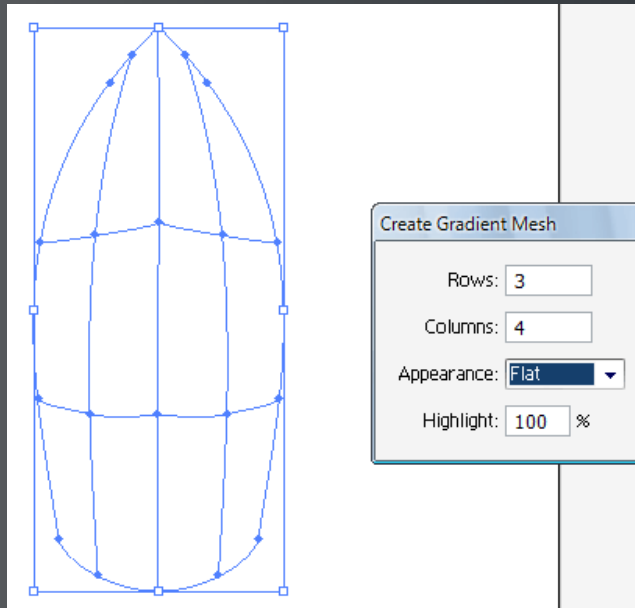 Create Gradient Mesh
Rows: 3
Columns: 4
Appearance: Flat
Highlight: 100 %